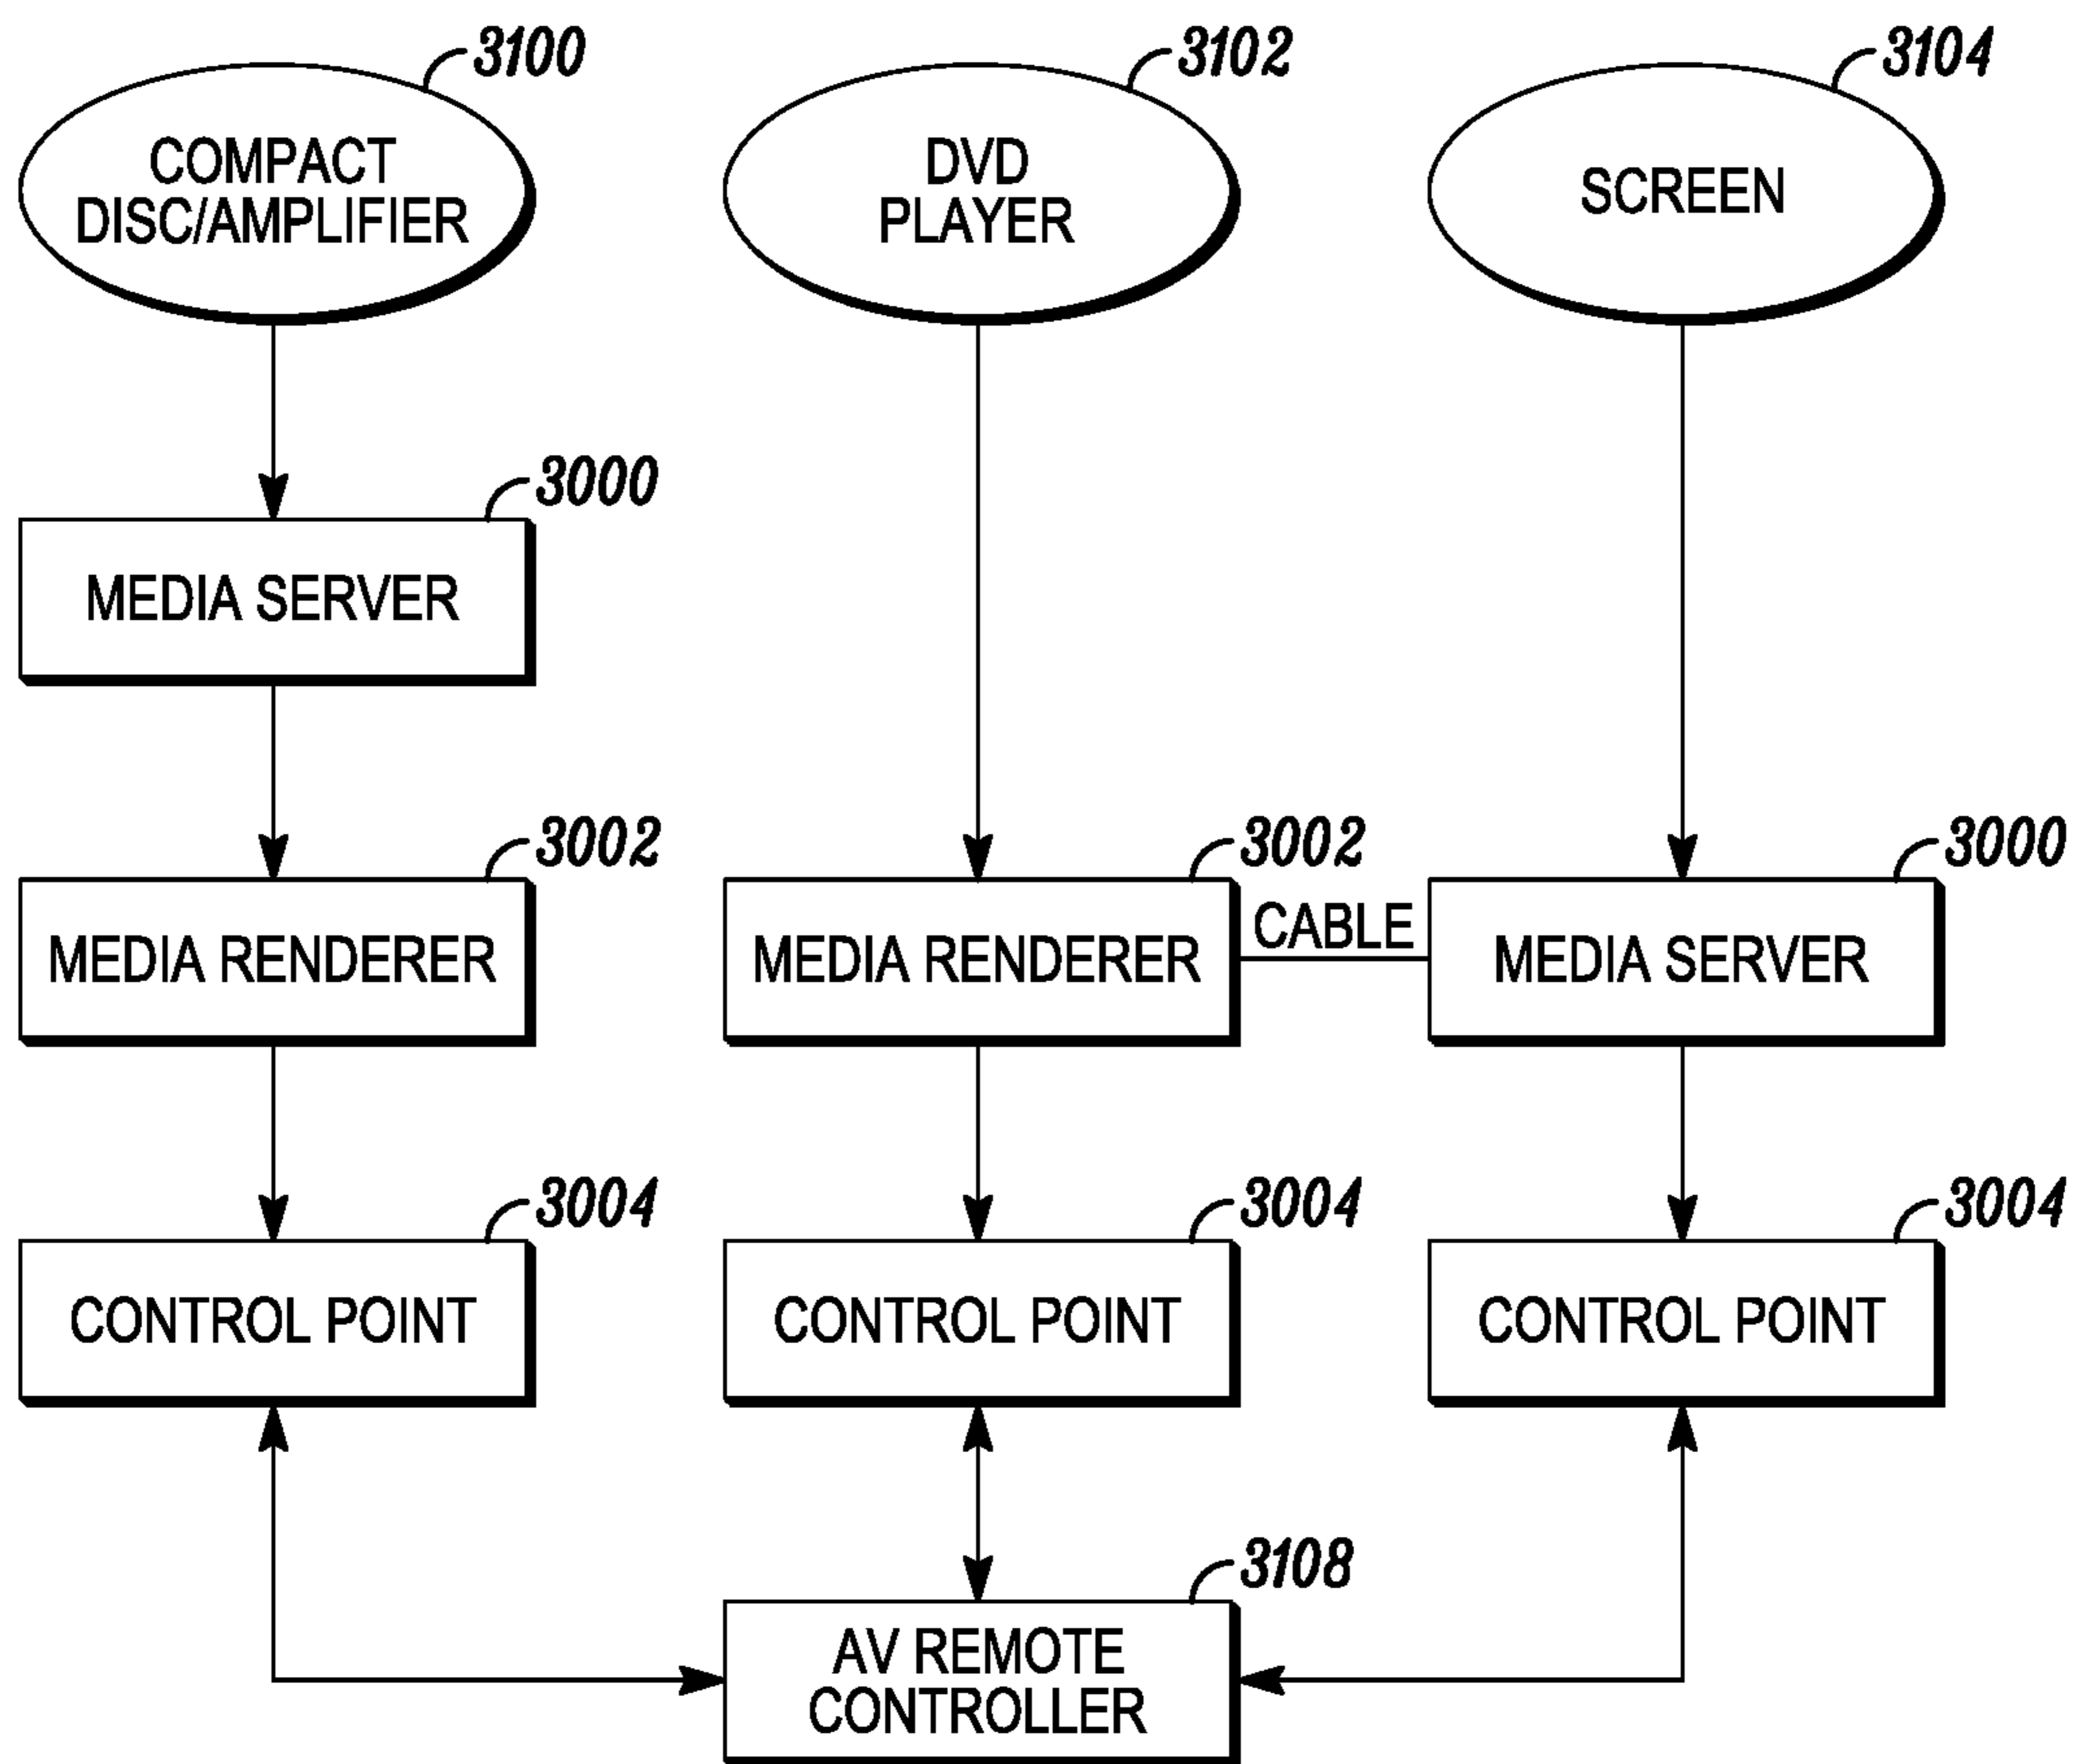 3100
3102
3104
COMPACT
DISC/AMPLIFIER
DVD
PLAYER
SCREEN
3000
MEDIA SERVER
3002
3002
3000
MEDIA RENDERER
MEDIA RENDERER
CABLE
MEDIA SERVER
3004
3004
3004
CONTROL POINT
CONTROL POINT
CONTROL POINT
3108
AV REMOTE
CONTROLLER